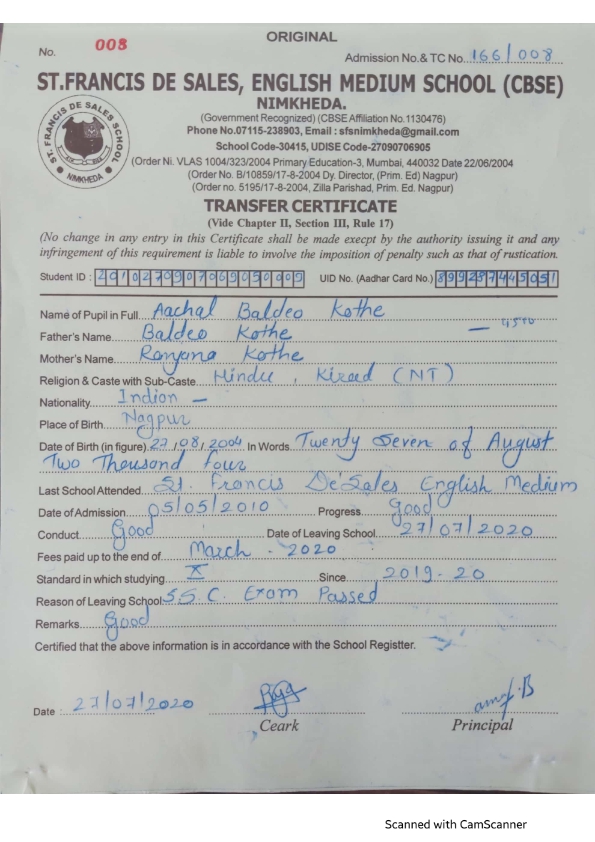 ORIGINAL
No. 008
Admission No.& TC No. 166/008
ST.FRANCIS DE SALES, ENGLISH MEDIUM SCHOOL (CBSE)
NIMKHEDA.
ST. FRANCIS DE SALES SCHOOL
NIMKHEDA
(Government Recognized) (CBSE Affiliation No.1130476)
Phone No.07115-238903, Email : sfsnimkheda@gmail.com
School Code-30415, UDISE Code-27090706905
(Order Ni. VLAS 1004/323/2004 Primary Education-3, Mumbai, 440032 Date 22/06/2004
(Order No. B/10859/17-8-2004 Dy. Director, (Prim. Ed) Nagpur)
(Order no. 5195/17-8-2004, Zilla Parishad, Prim. Ed. Nagpur)
TRANSFER CERTIFICATE
(Vide Chapter II, Section III, Rule 17)
(No change in any entry in this Certificate shall be made execpt by the authority issuing it and any
infringement of this requirement is liable to involve the imposition of penalty such as that of rustication.
Student ID : UID No. (Aadhar Card No.)
Name of Pupil in Full. Aachal Baldeo Kothe
Father's Name Baldeo Kothe
Mother's Name Ranjana Kothe
Religion & Caste with Sub-Caste Hindu, Kirad (NT)
Nationality Indian -
Place of Birth Nagpur
Date of Birth (in figure) 27/08/2004 In Words Twenty Seven of August
Two Thousand four
Last School Attended St. Francis De'Sales English Medium
Date of Admission 05/05/2010 Progress Good
Conduct Good Date of Leaving School 27/07/2020
Fees paid up to the end of March - 2020
Standard in which studying X Since 2019-20
Reason of Leaving School S.S.C. Exam Passed
Remarks Good
Certified that the above information is in accordance with the School Registter.
Date : 27/07/2020
Ceark Principal
Scanned with CamScanner